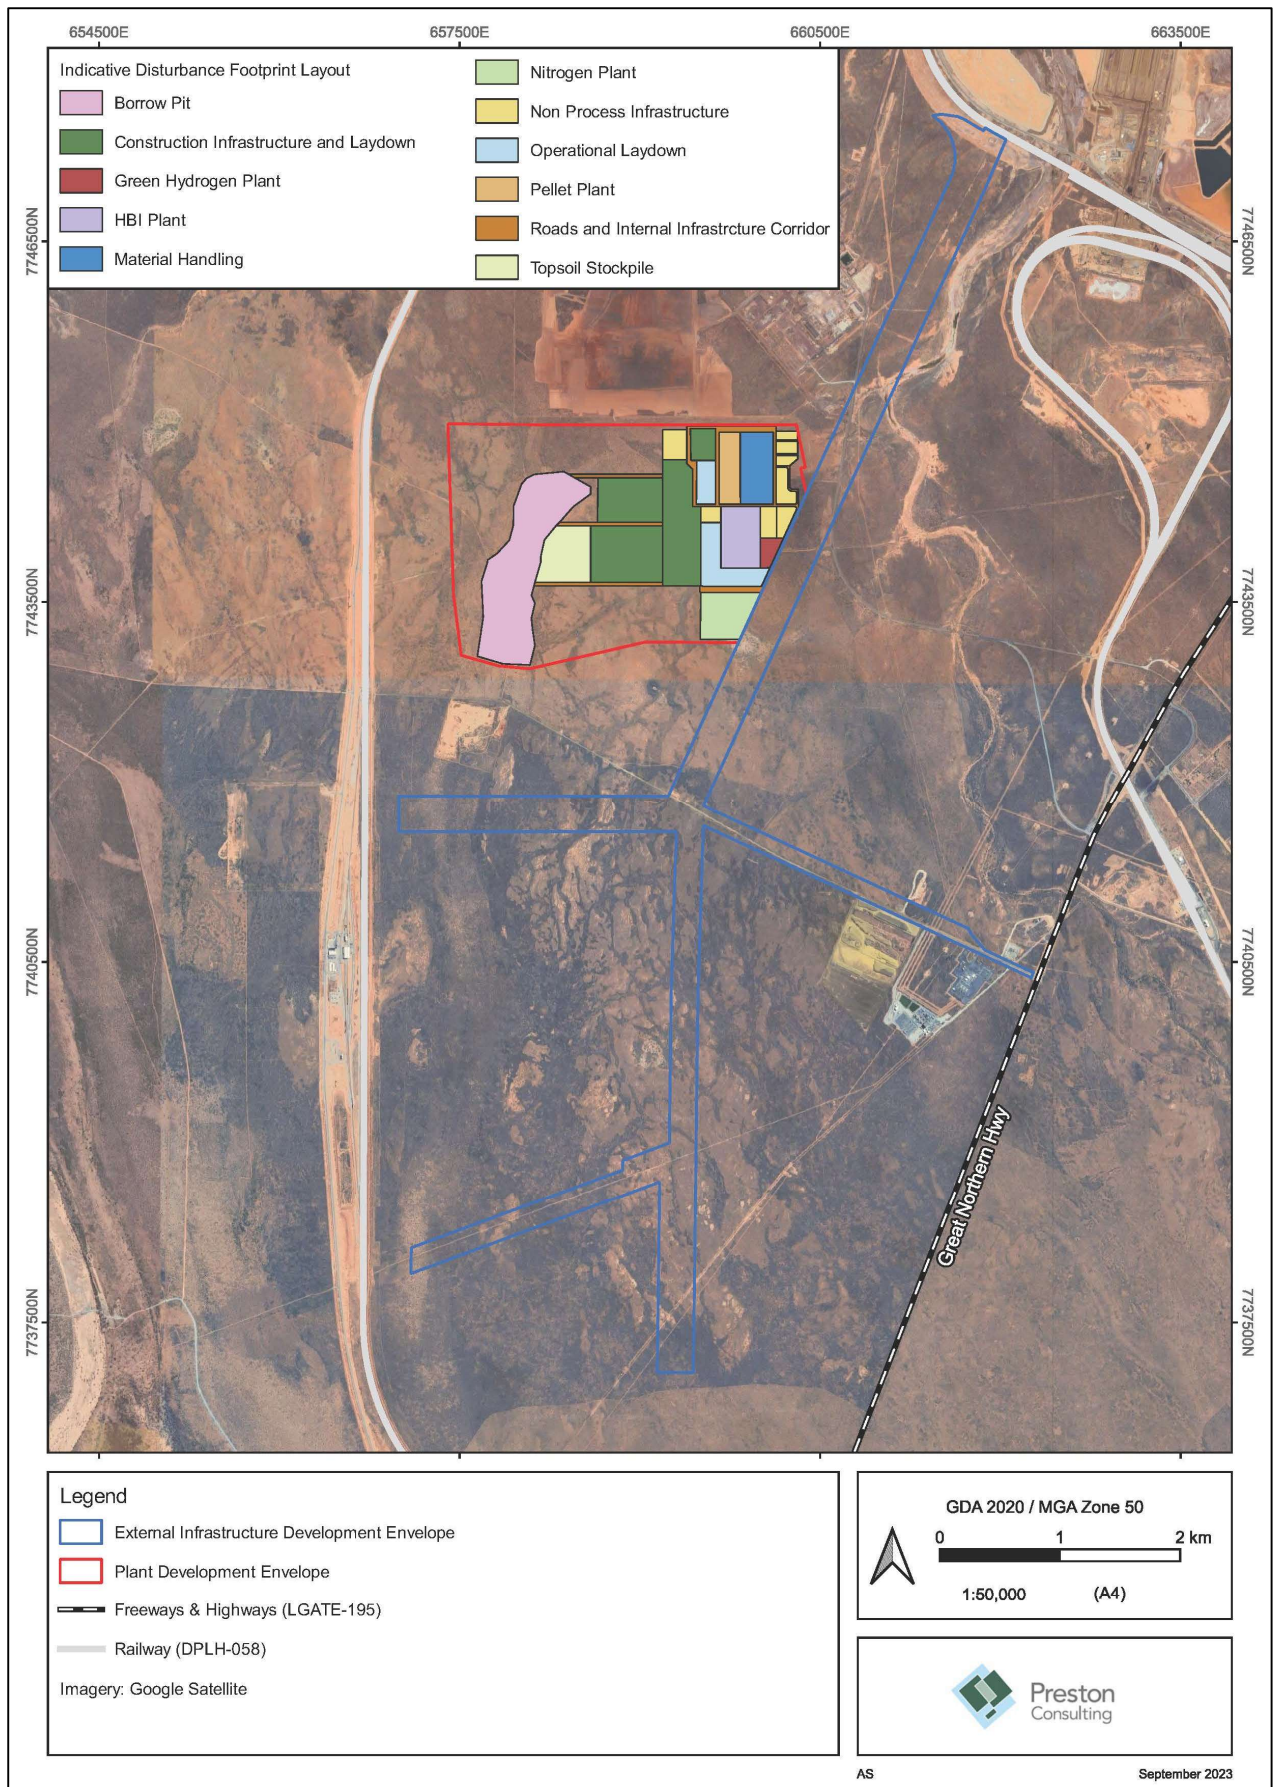 654500E
657500E
660500E
663500E
Indicative Disturbance Footprint Layout
Borrow Pit
Construction Infrastructure and Laydown
Green Hydrogen Plant
HBI Plant
Material Handling
Nitrogen Plant
Non Process Infrastructure
Operational Laydown
Pellet Plant
Roads and Internal Infrastrcture Corridor
Topsoil Stockpile
7746500N
7746500N
7743500N
7743500N
7740500N
7740500N
7737500N
7737500N
Great Northern Hwy
Legend
External Infrastructure Development Envelope
Plant Development Envelope
Freeways & Highways (LGATE-195)
Railway (DPLH-058)
Imagery: Google Satellite
GDA 2020 / MGA Zone 50
0 1 2 km
1:50,000 (A4)
Preston
Consulting
AS
September 2023